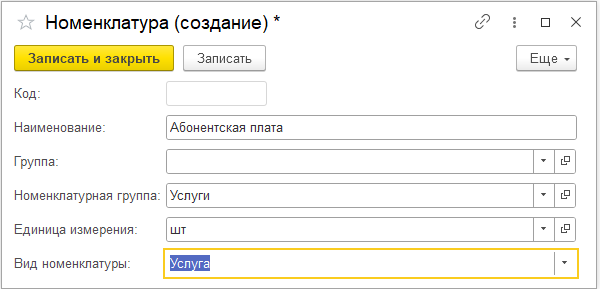 Номенклатура (создание) *
Записать и закрыть Записать Еще
Код:
Наименование: Абонентская плата
Группа:
Номенклатурная группа: Услуги
Единица измерения: шт
Вид номенклатуры: Услуга